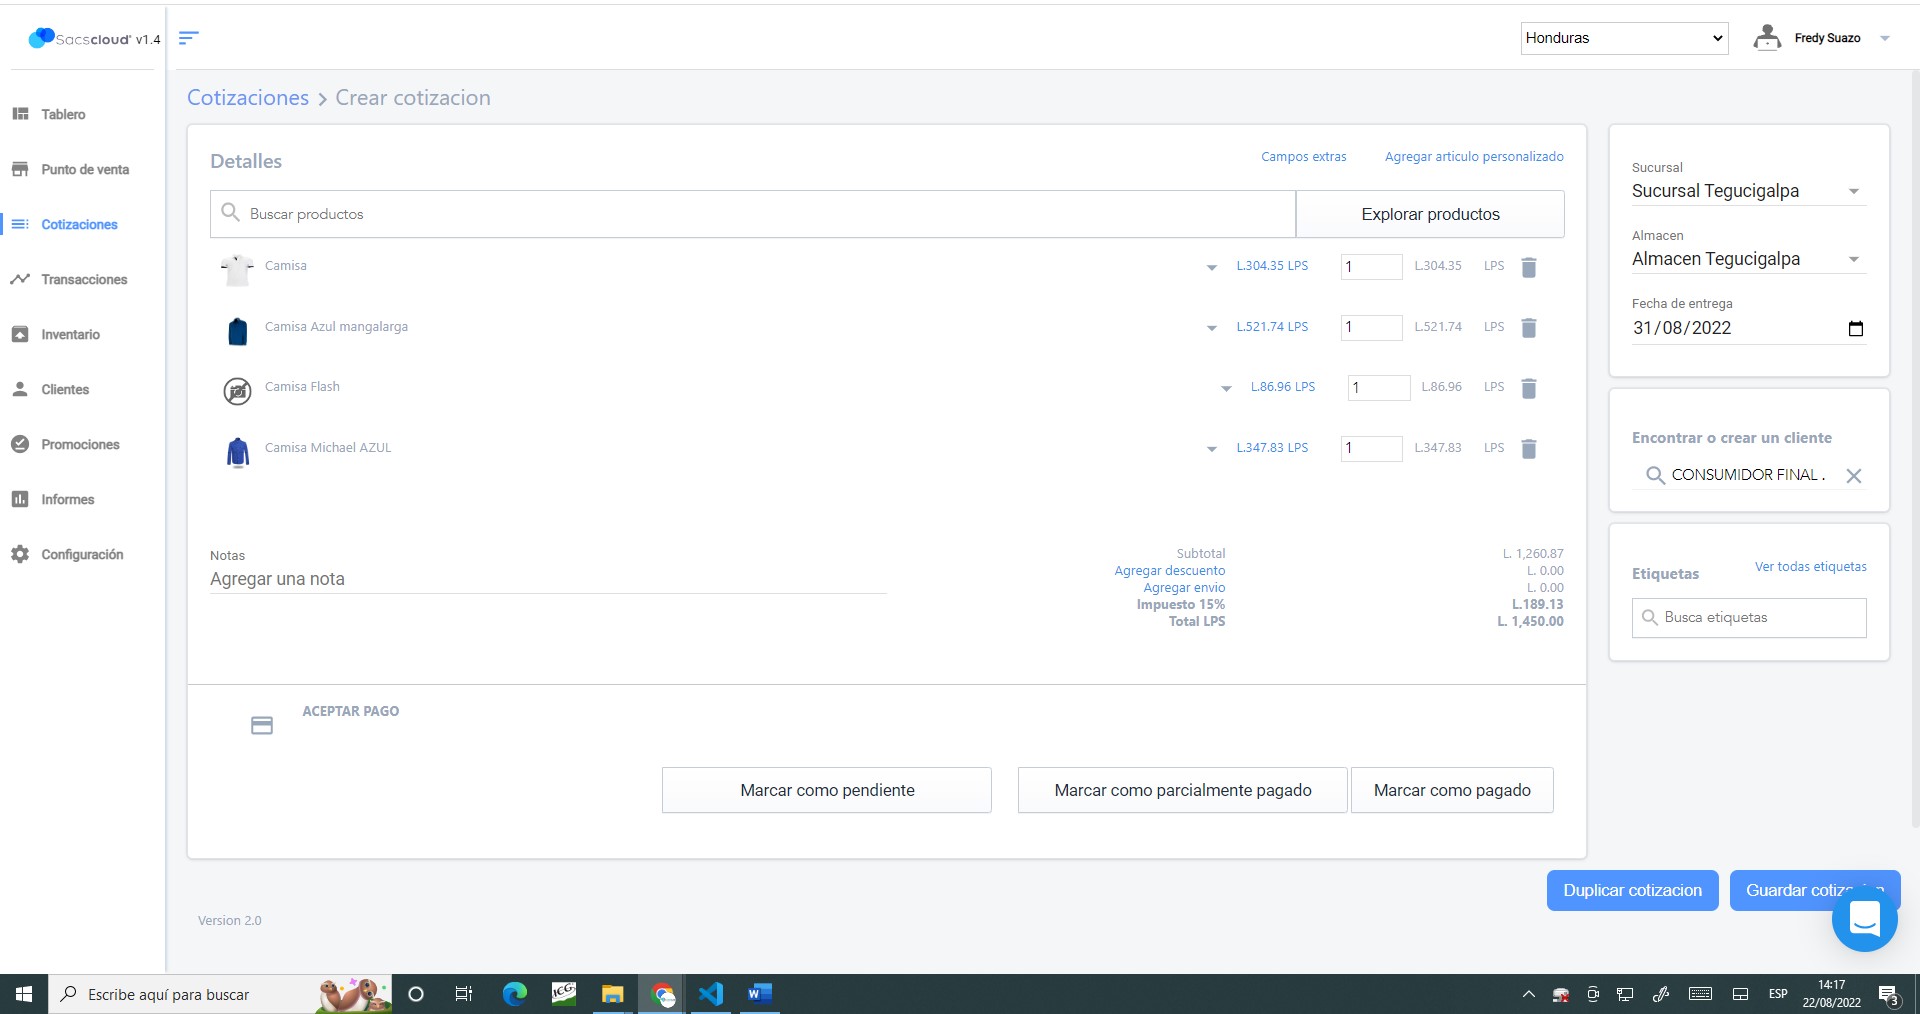 Sacscloud® v1.4
Honduras
Fredy Suazo
Tablero
Punto de venta
Cotizaciones
Transacciones
Inventario
Clientes
Promociones
Informes
Configuración
Cotizaciones > Crear cotizacion
Detalles
Campos extras
Agregar articulo personalizado
Buscar productos
Explorar productos
Camisa L.304.35 LPS 1 L.304.35 LPS
Camisa Azul mangalarga L.521.74 LPS 1 L.521.74 LPS
Camisa Flash L.86.96 LPS 1 L.86.96 LPS
Camisa Michael AZUL L.347.83 LPS 1 L.347.83 LPS
Notas
Agregar una nota
Subtotal L. 1,260.87
Agregar descuento L. 0.00
Agregar envio L. 0.00
Impuesto 15% L.189.13
Total LPS L. 1,450.00
ACEPTAR PAGO
Marcar como pendiente
Marcar como parcialmente pagado
Marcar como pagado
Sucursal
Sucursal Tegucigalpa
Almacen
Almacen Tegucigalpa
Fecha de entrega
31/08/2022
Encontrar o crear un cliente
CONSUMIDOR FINAL .
Etiquetas
Ver todas etiquetas
Busca etiquetas
Duplicar cotizacion
Guardar cotizacion
Version 2.0
Escribe aquí para buscar
ICG
ESP
14:17
22/08/2022
3